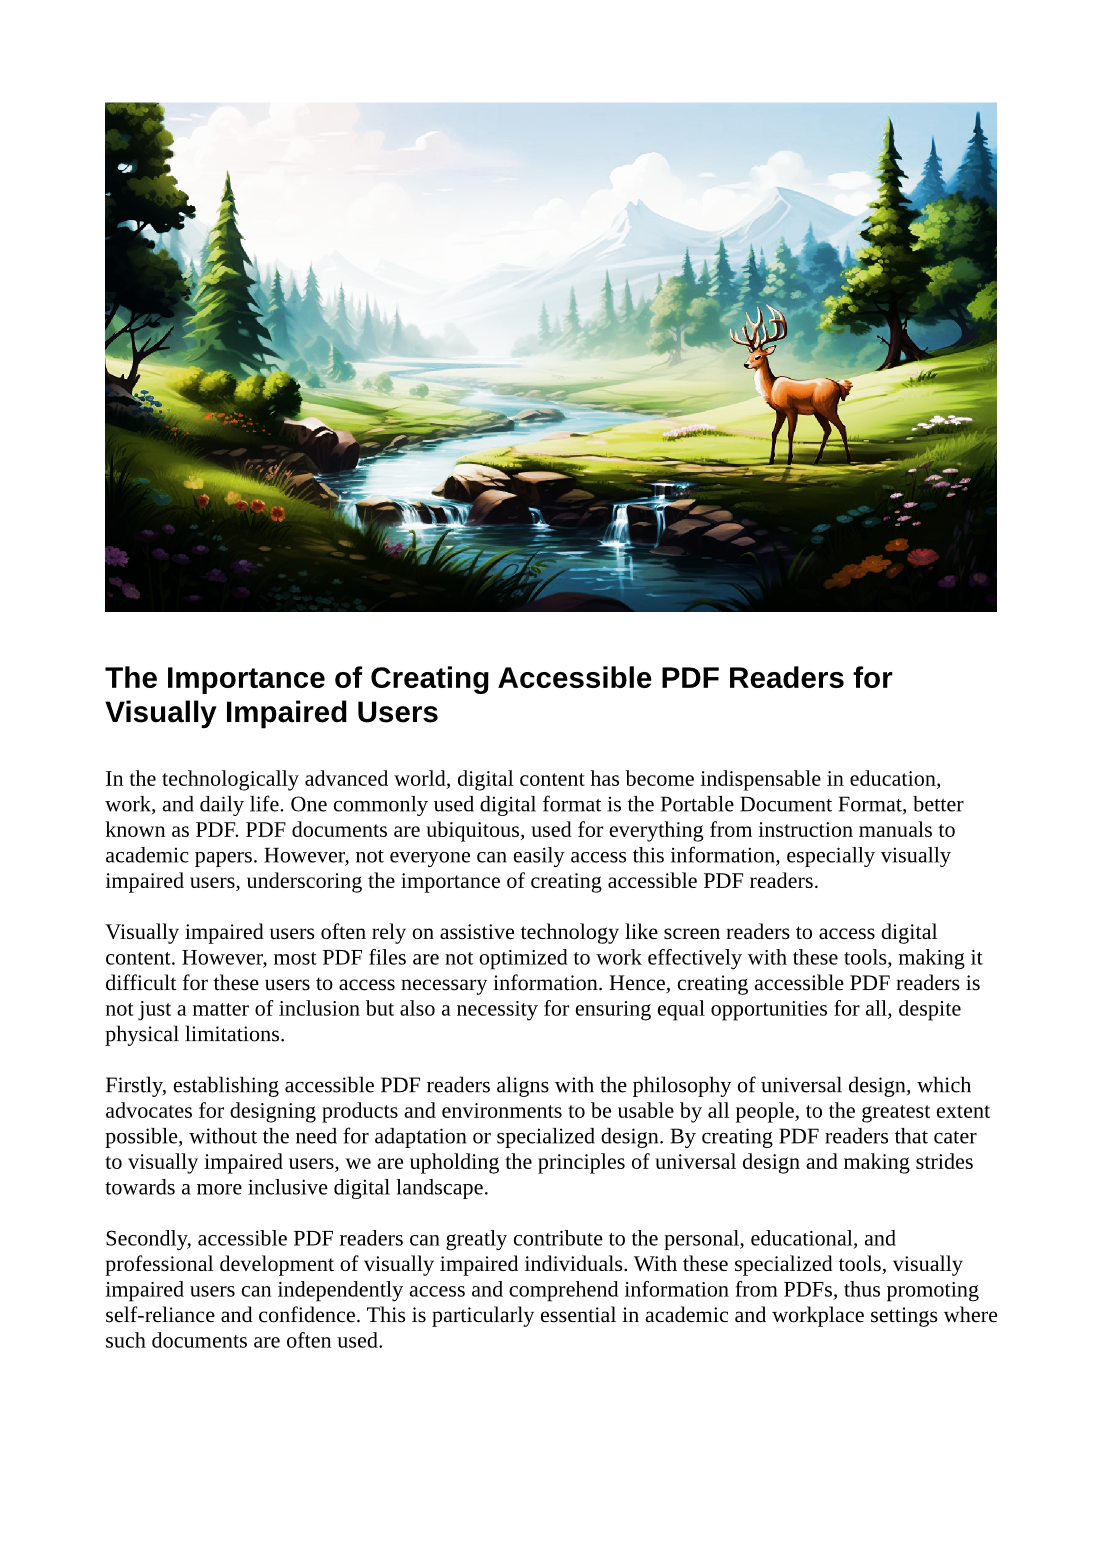 The Importance of Creating Accessible PDF Readers for
Visually Impaired Users
In the technologically advanced world, digital content has become indispensable in education,
work, and daily life. One commonly used digital format is the Portable Document Format, better
known as PDF. PDF documents are ubiquitous, used for everything from instruction manuals to
academic papers. However, not everyone can easily access this information, especially visually
impaired users, underscoring the importance of creating accessible PDF readers.
Visually impaired users often rely on assistive technology like screen readers to access digital
content. However, most PDF files are not optimized to work effectively with these tools, making it
difficult for these users to access necessary information. Hence, creating accessible PDF readers is
not just a matter of inclusion but also a necessity for ensuring equal opportunities for all, despite
physical limitations.
Firstly, establishing accessible PDF readers aligns with the philosophy of universal design, which
advocates for designing products and environments to be usable by all people, to the greatest extent
possible, without the need for adaptation or specialized design. By creating PDF readers that cater
to visually impaired users, we are upholding the principles of universal design and making strides
towards a more inclusive digital landscape.
Secondly, accessible PDF readers can greatly contribute to the personal, educational, and
professional development of visually impaired individuals. With these specialized tools, visually
impaired users can independently access and comprehend information from PDFs, thus promoting
self-reliance and confidence. This is particularly essential in academic and workplace settings where
such documents are often used.